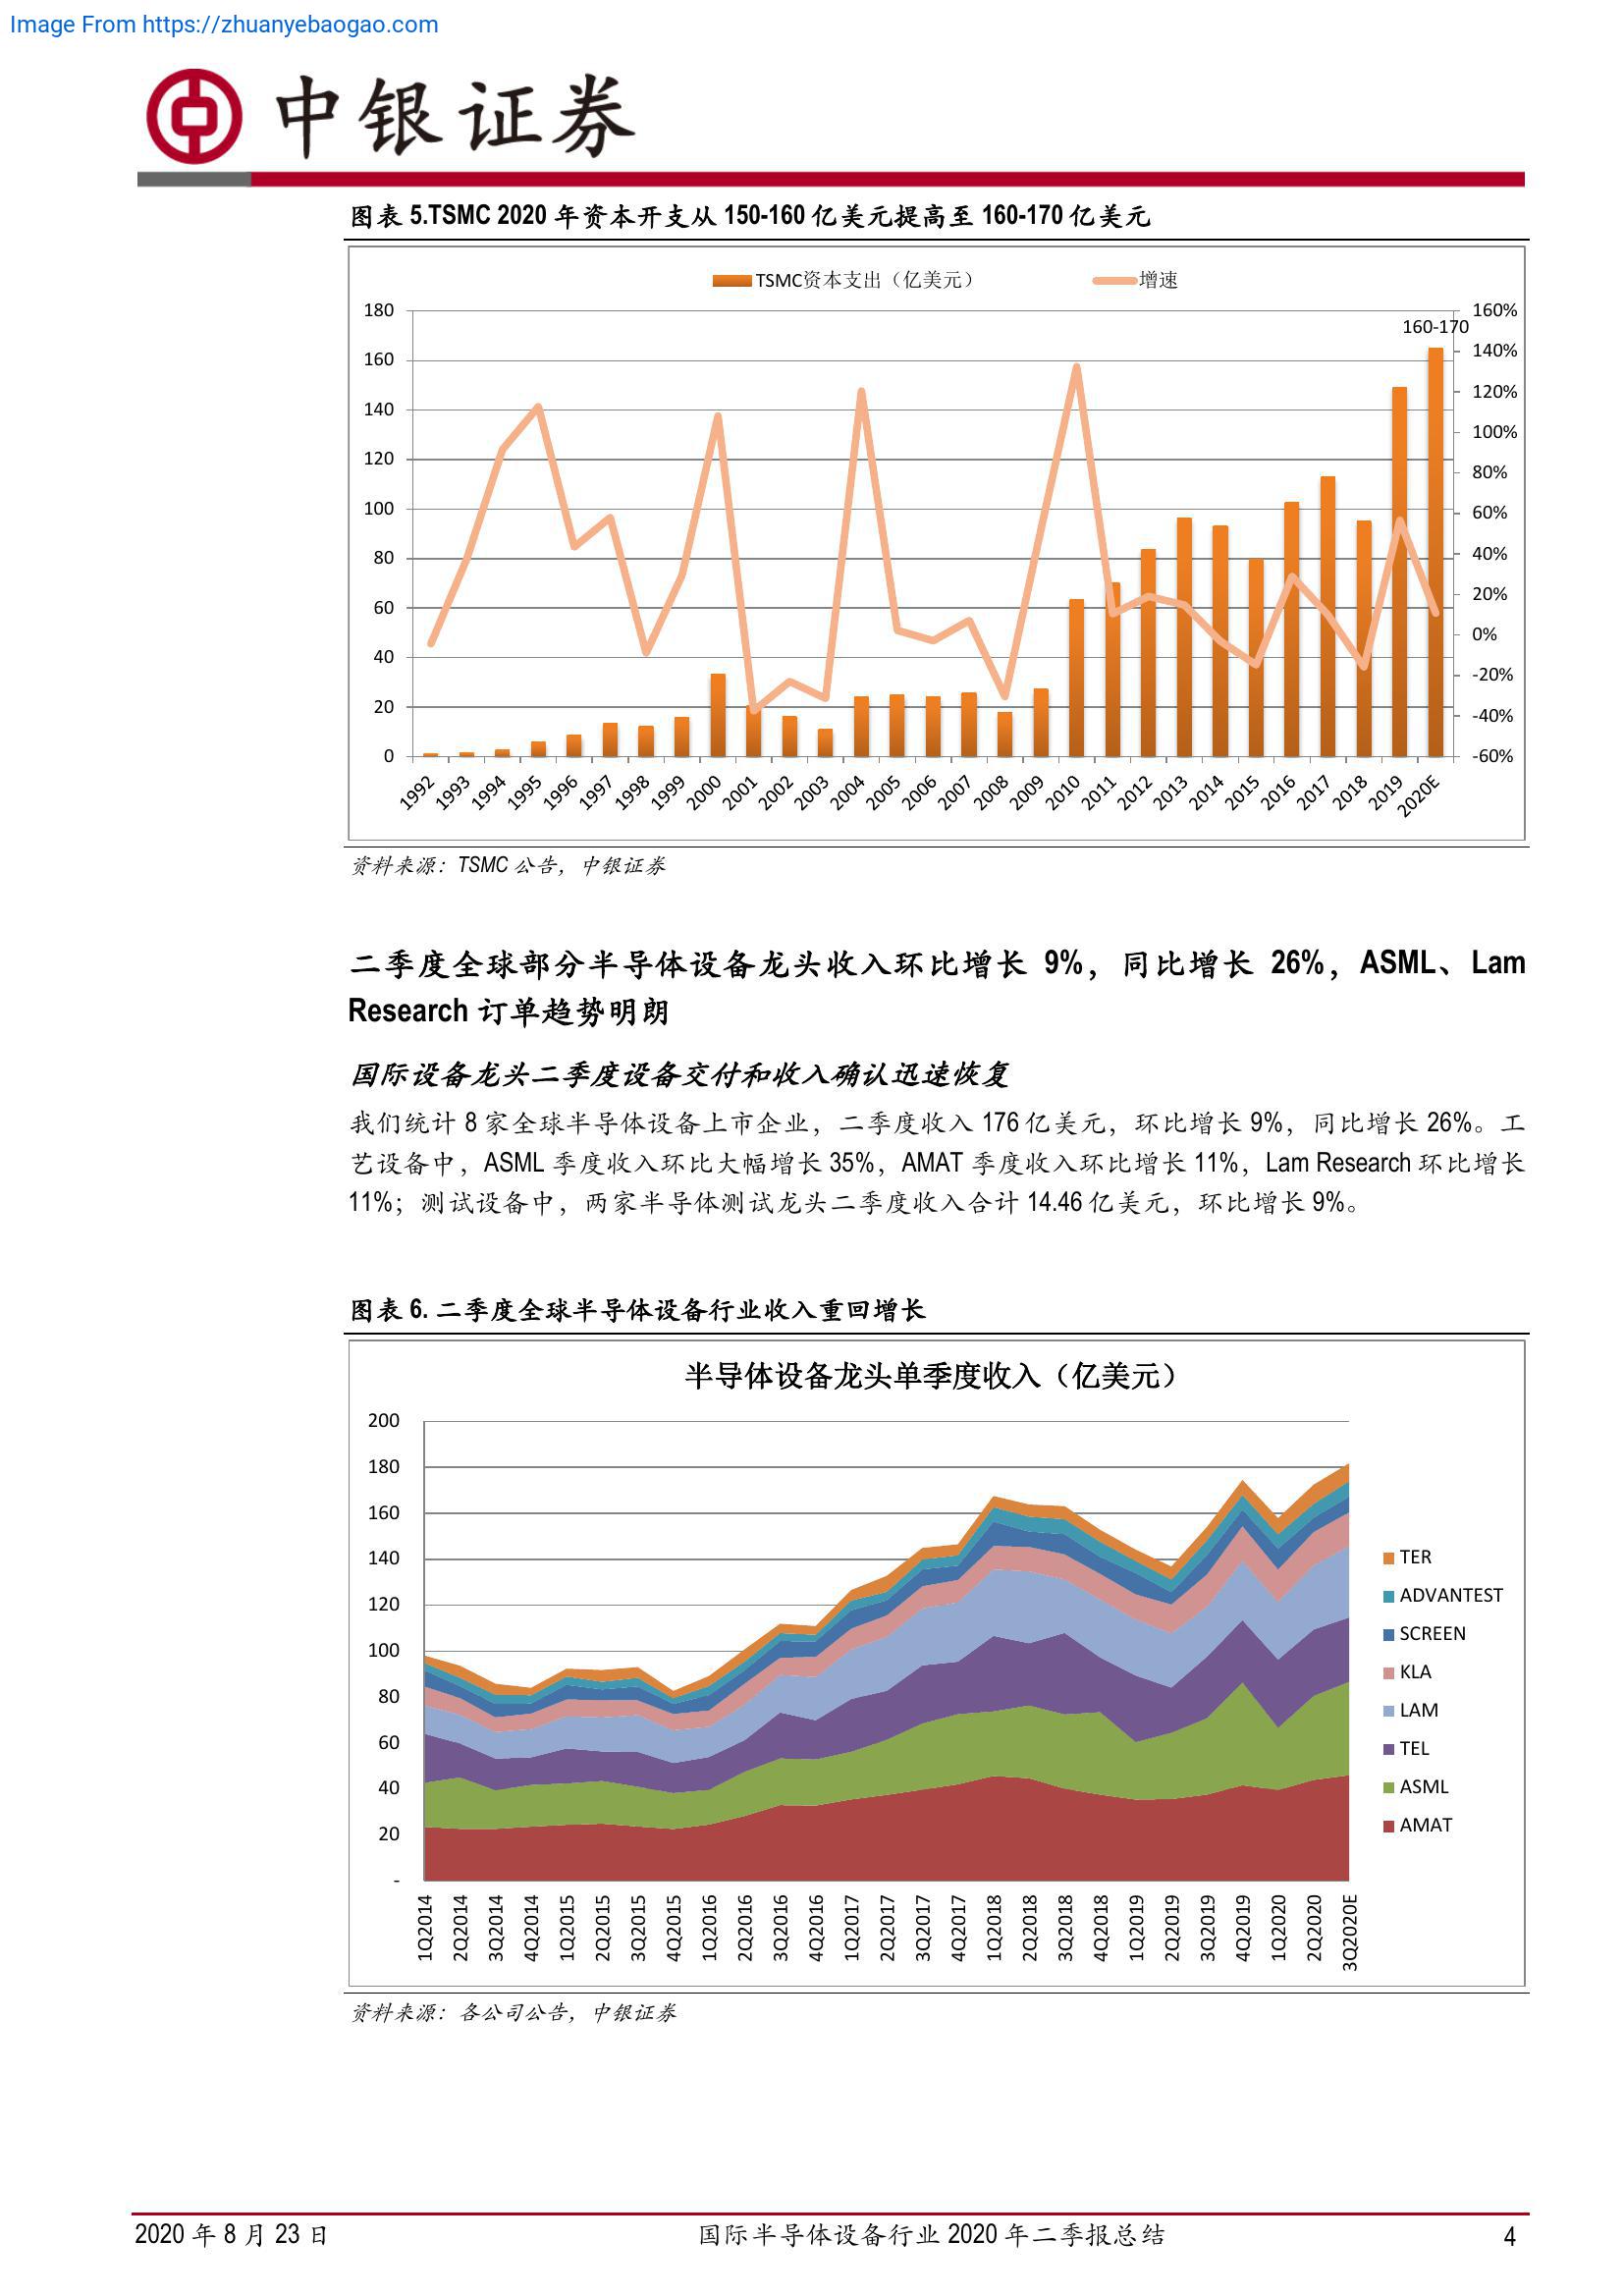 Image From https://zhuanyebaogao.com
中银证券
图表 5.TSMC 2020 年资本开支从 150-160 亿美元提高至 160-170 亿美元
TSMC资本支出（亿美元） 增速
180 160%
160-170
160 140%
140 120%
120 100%
100 80%
80 60%
60 40%
40 20%
20 0%
0 -20%
-40%
-60%
1992 1993 1994 1995 1996 1997 1998 1999 2000 2001 2002 2003 2004 2005 2006 2007 2008 2009 2010 2011 2012 2013 2014 2015 2016 2017 2018 2019 2020E
资料来源：TSMC 公告，中银证券
二季度全球部分半导体设备龙头收入环比增长 9%，同比增长 26%，ASML、Lam
Research 订单趋势明朗
国际设备龙头二季度设备交付和收入确认迅速恢复
我们统计 8 家全球半导体设备上市企业，二季度收入 176 亿美元，环比增长 9%，同比增长 26%。工
艺设备中，ASML 季度收入环比大幅增长 35%，AMAT 季度收入环比增长 11%，Lam Research 环比增长
11%；测试设备中，两家半导体测试龙头二季度收入合计 14.46 亿美元，环比增长 9%。
图表 6. 二季度全球半导体设备行业收入重回增长
半导体设备龙头单季度收入（亿美元）
200
180
160
140
120
100
80
60
40
20
-
TER
ADVANTEST
SCREEN
KLA
LAM
TEL
ASML
AMAT
1Q2014 2Q2014 3Q2014 4Q2014 1Q2015 2Q2015 3Q2015 4Q2015 1Q2016 2Q2016 3Q2016 4Q2016 1Q2017 2Q2017 3Q2017 4Q2017 1Q2018 2Q2018 3Q2018 4Q2018 1Q2019 2Q2019 3Q2019 4Q2019 1Q2020 2Q2020 3Q2020E
资料来源：各公司公告，中银证券
2020 年 8 月 23 日 国际半导体设备行业 2020 年二季报总结 4